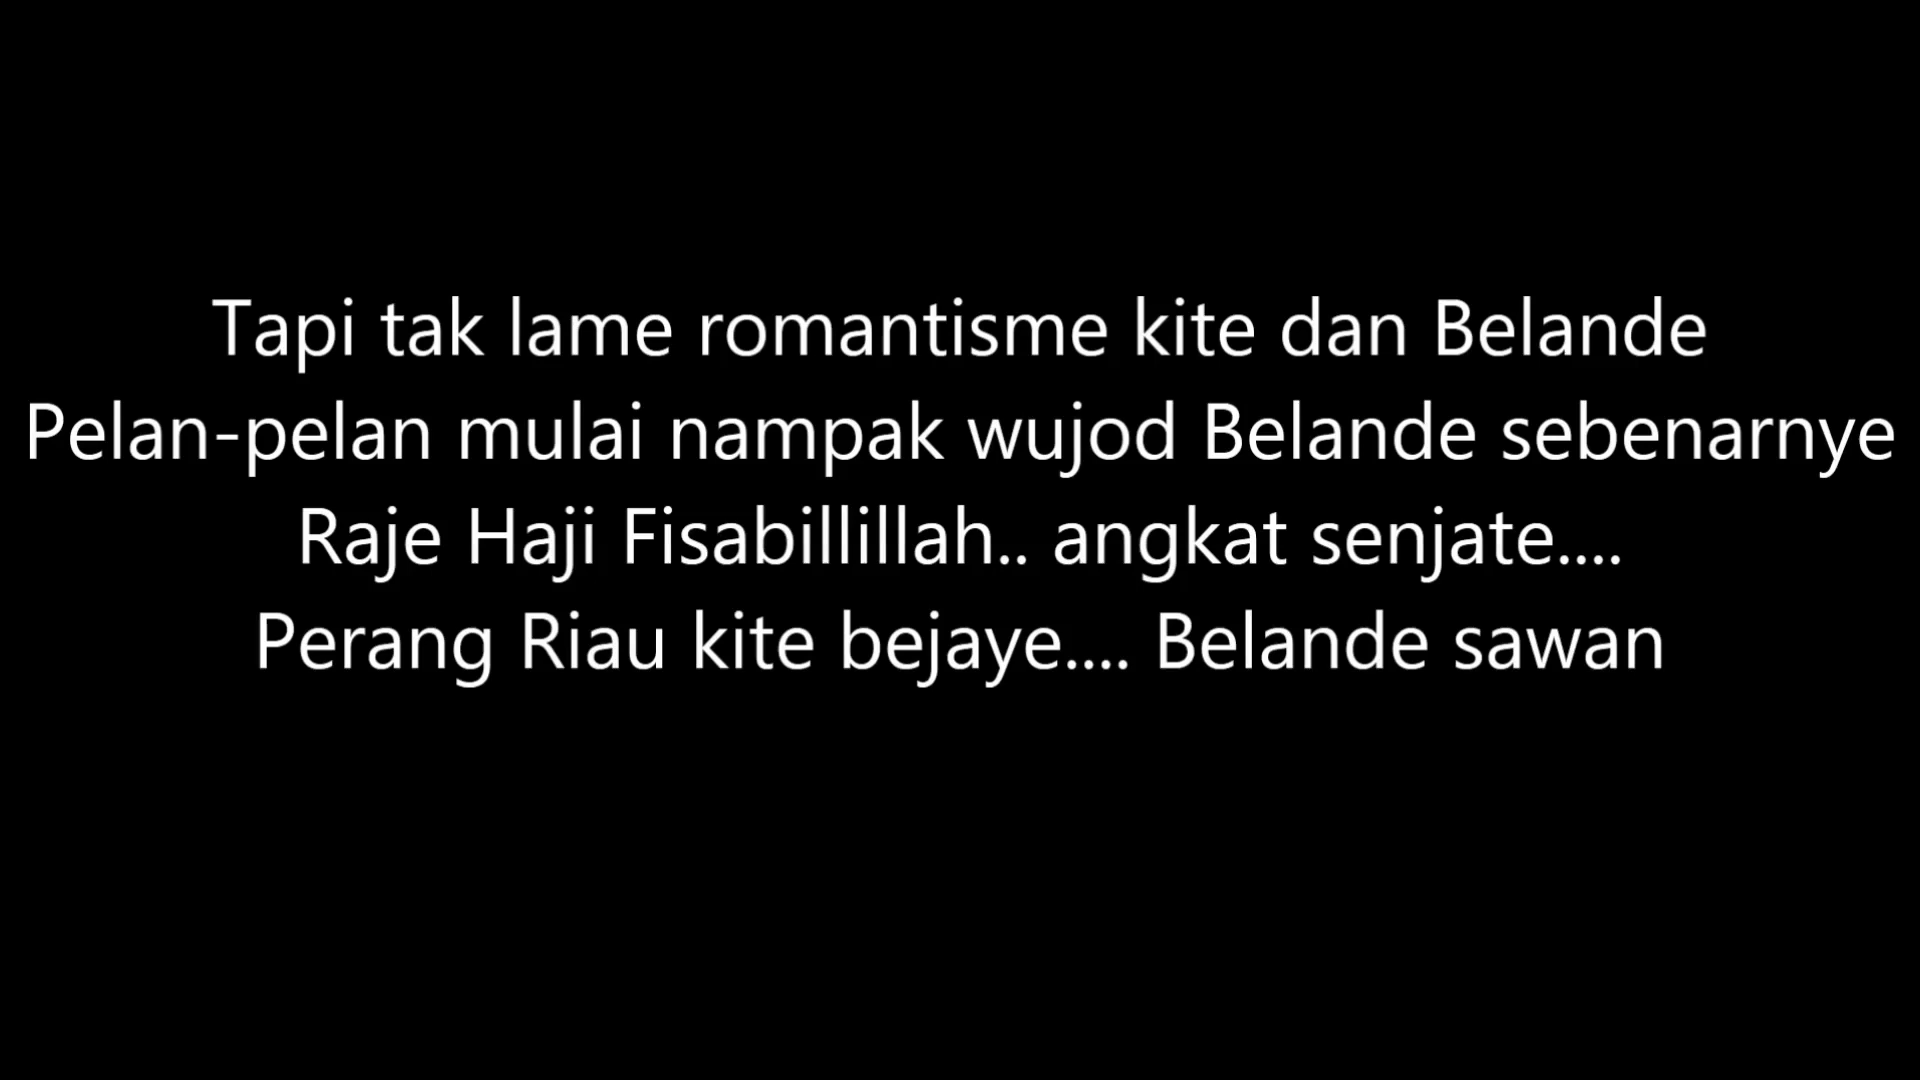 Tapi tak lame romantisme kite dan Belande
Pelan-pelan mulai nampak wujod Belande sebenarnye
Raje Haji Fisabillillah.. angkat senjate....
Perang Riau kite bejaye.... Belande sawan